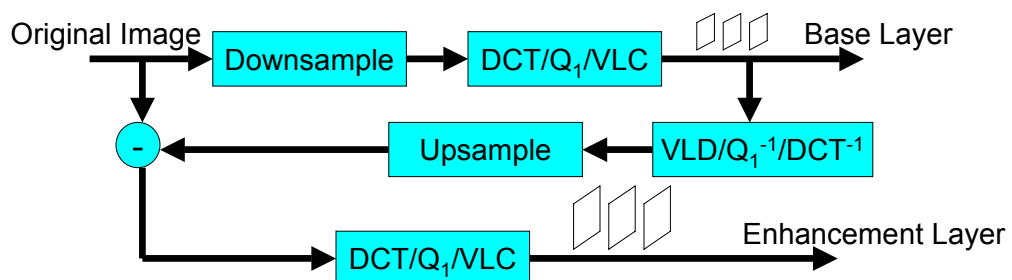 Original Image
Downsample
DCT/Q₁/VLC
Base Layer
-
Upsample
VLD/Q₁⁻¹/DCT⁻¹
DCT/Q₁/VLC
Enhancement Layer